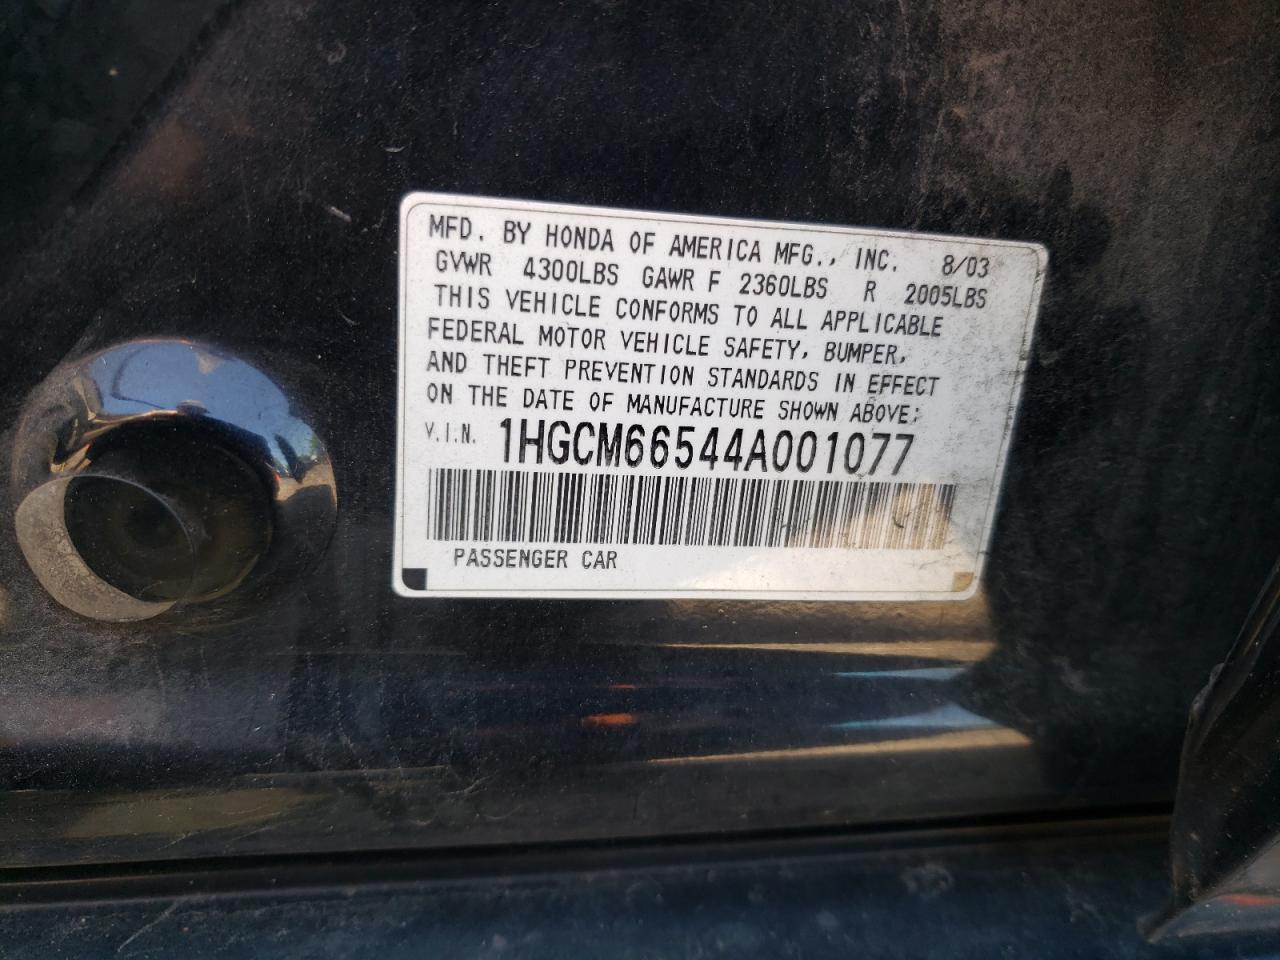 MFD. BY HONDA OF AMERICA MFG., INC. 8/03
GVWR 4300LBS GAWR F 2360LBS R 2005LBS
THIS VEHICLE CONFORMS TO ALL APPLICABLE
FEDERAL MOTOR VEHICLE SAFETY, BUMPER,
AND THEFT PREVENTION STANDARDS IN EFFECT
ON THE DATE OF MANUFACTURE SHOWN ABOVE:
V.I.N. 1HGCM66544A001077
PASSENGER CAR